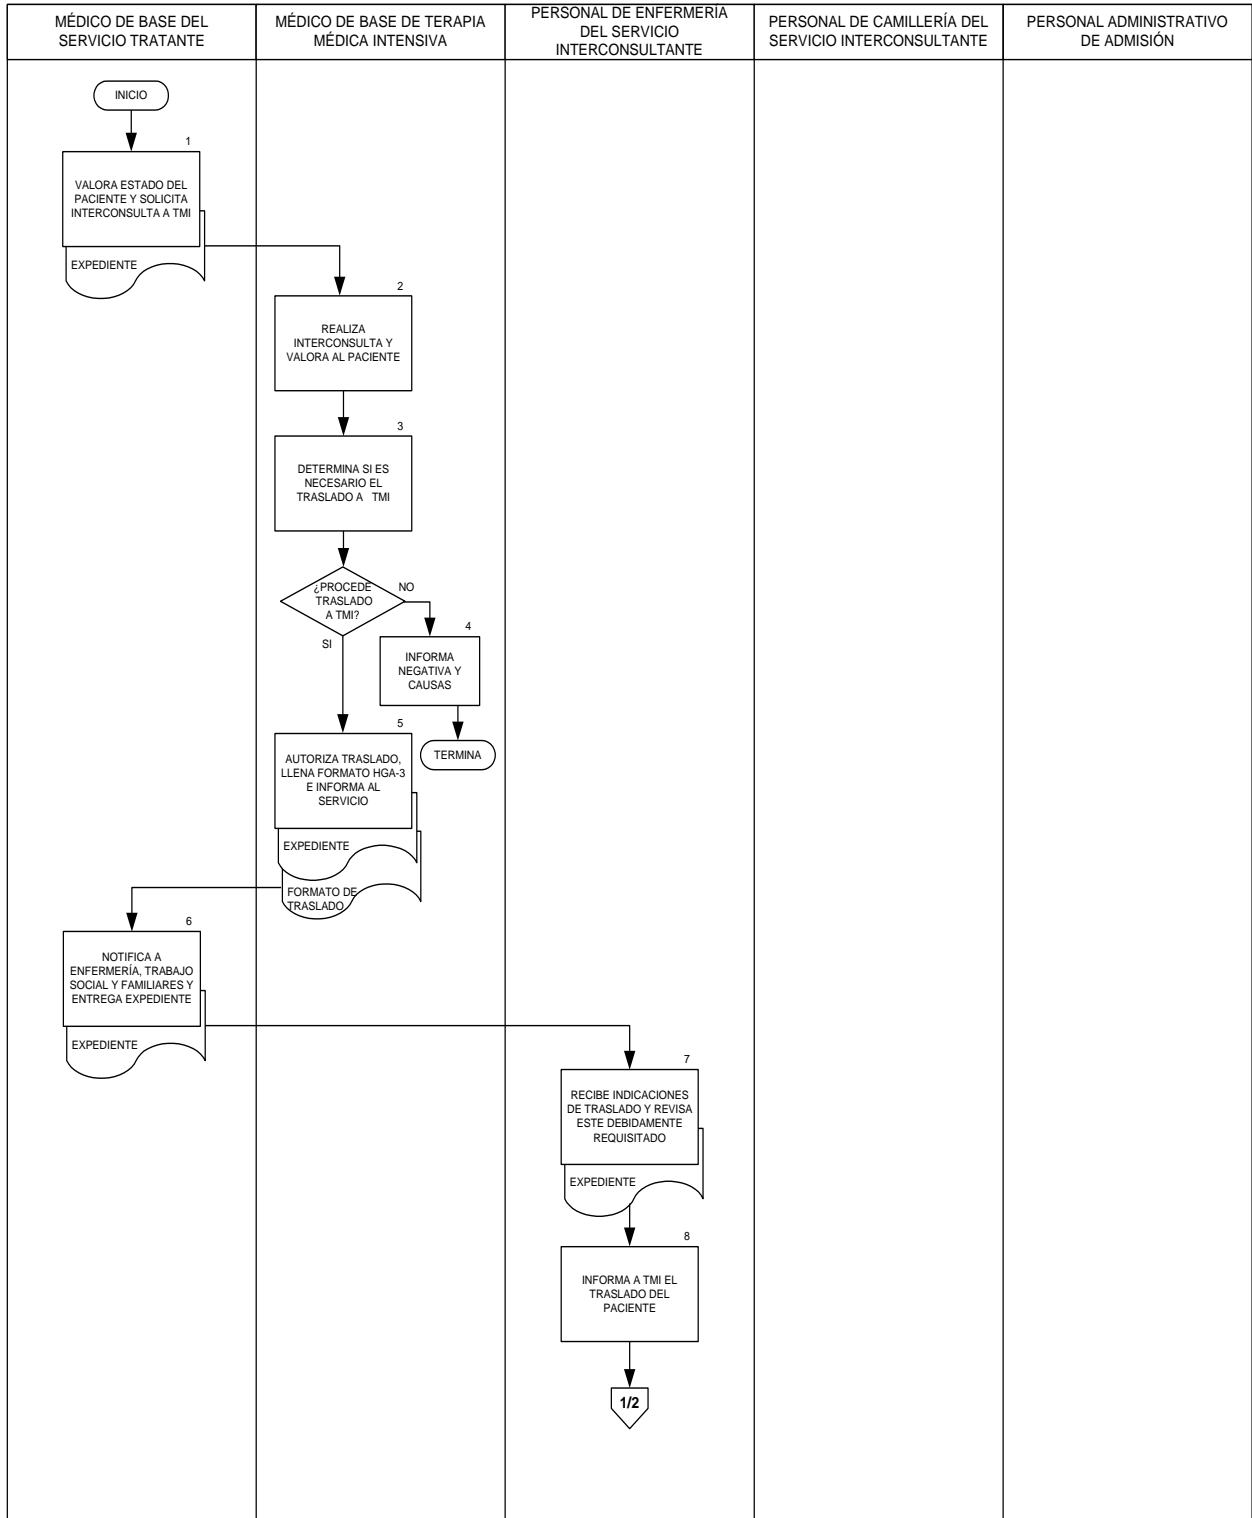 MÉDICO DE BASE DEL
SERVICIO TRATANTE
MÉDICO DE BASE DE TERAPIA
MÉDICA INTENSIVA
PERSONAL DE ENFERMERÍA
DEL SERVICIO
INTERCONSULTANTE
PERSONAL DE CAMILLERÍA DEL
SERVICIO INTERCONSULTANTE
PERSONAL ADMINISTRATIVO
DE ADMISIÓN
INICIO
1
VALORA ESTADO DEL
PACIENTE Y SOLICITA
INTERCONSULTA A TMI
EXPEDIENTE
2
REALIZA
INTERCONSULTA Y
VALORA AL PACIENTE
3
DETERMINA SI ES
NECESARIO EL
TRASLADO A TMI
¿PROCEDE
TRASLADO
A TMI?
NO
SI
4
INFORMA
NEGATIVA Y
CAUSAS
TERMINA
5
AUTORIZA TRASLADO,
LLENA FORMATO HGA-3
E INFORMA AL
SERVICIO
EXPEDIENTE
FORMATO DE
TRASLADO
6
NOTIFICA A
ENFERMERÍA, TRABAJO
SOCIAL Y FAMILIARES Y
ENTREGA EXPEDIENTE
EXPEDIENTE
7
RECIBE INDICACIONES
DE TRASLADO Y REVISA
ESTE DEBIDAMENTE
REQUISITADO
EXPEDIENTE
8
INFORMA A TMI EL
TRASLADO DEL
PACIENTE
1/2